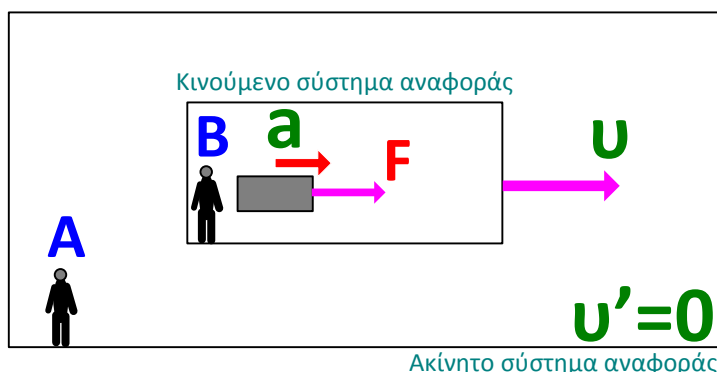 Κινούμενο σύστημα αναφοράς
B a F υ
A
υ’=0
Ακίνητο σύστημα αναφοράς